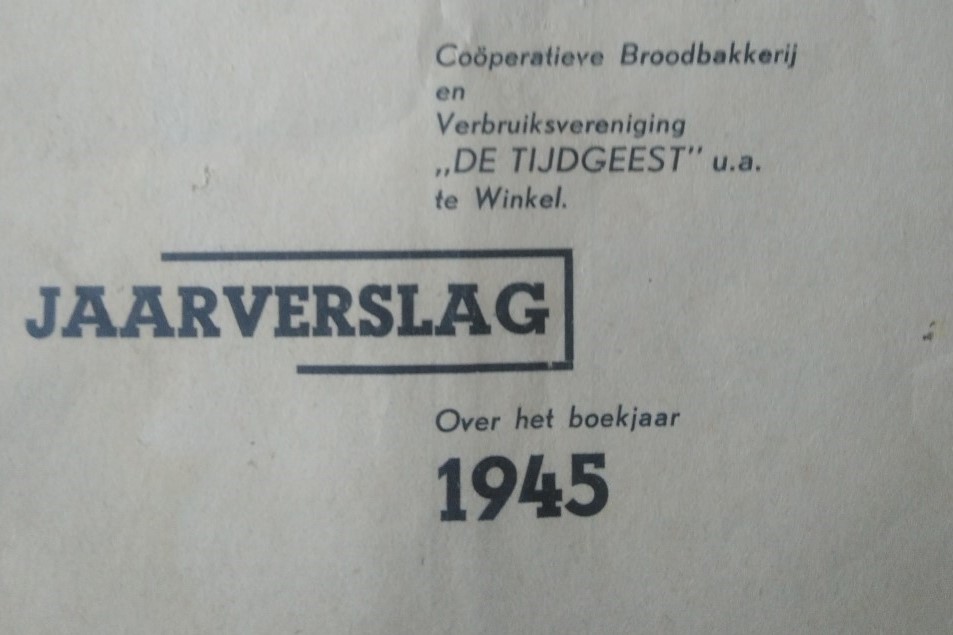 Coöperatieve Broodbakkerij
en
Verbruiksvereniging
„DE TIJDGEEST" u.a.
te Winkel.
JAARVERSLAG
Over het boekjaar
1945